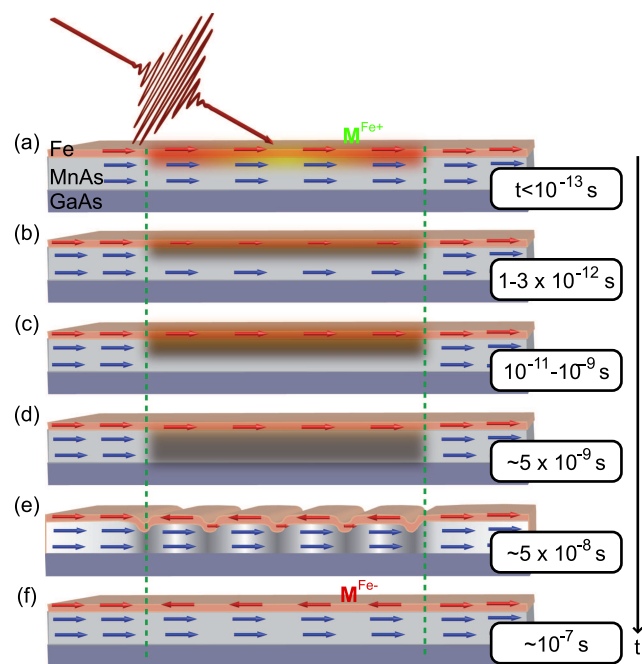 M^Fe+
(a) Fe
MnAs
GaAs
t<10^-13 s
(b)
1-3 x 10^-12 s
(c)
10^-11-10^-9 s
(d)
~5 x 10^-9 s
(e)
~5 x 10^-8 s
(f) M^Fe-
~10^-7 s
t